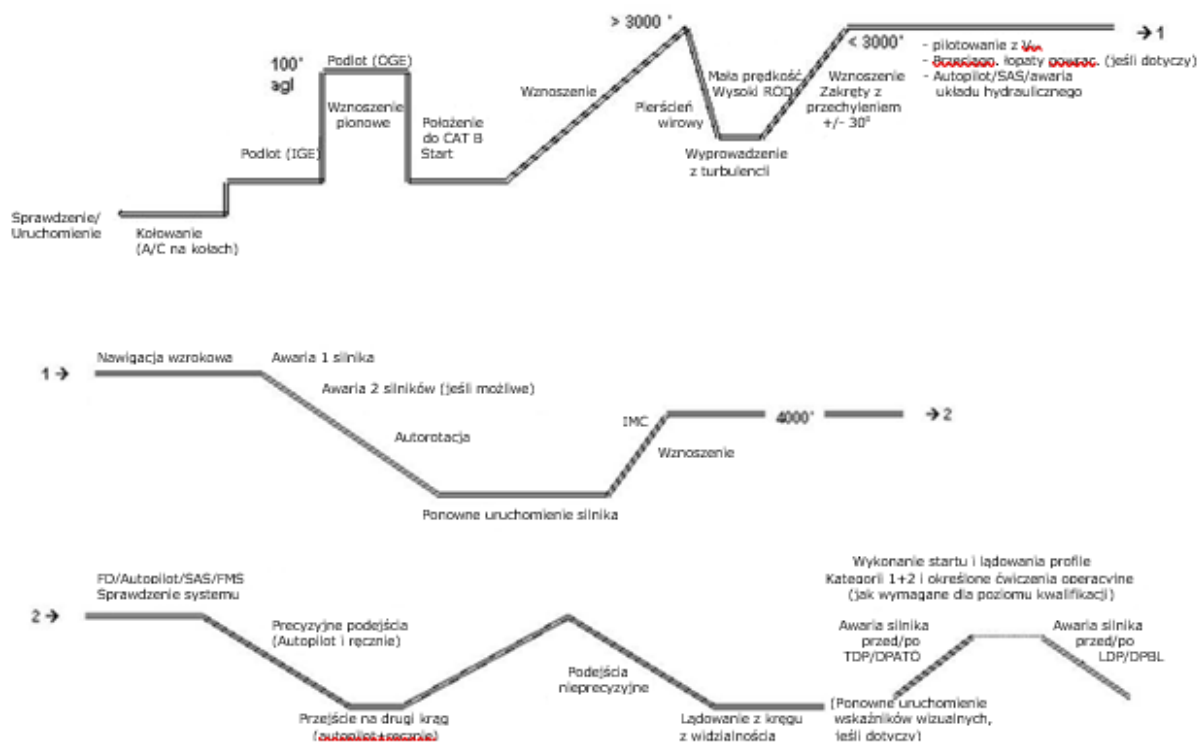 > 3000'
100'
agl
Podlot (OGE)
Wznoszenie
pionowe
Położenie
do CAT B
Start
Podlot (IGE)
Sprawdzenie/
Uruchomienie
Kołowanie
(A/C na kołach)
Wznoszenie
Pierścień
wirowy
Mała prędkość
Wysoki ROD
Wyprowadzenie
z turbulencji
< 3000'
Wznoszenie
Zakręty z
przechyleniem
+/- 30°
- pilotowanie z
- Przeciągn. łopaty powrac. (jeśli dotyczy)
- Autopilot/SAS/awaria
układu hydraulicznego
→ 1
1 →
Nawigacja wzrokowa
Awaria 1 silnika
Awaria 2 silników (jeśli możliwe)
Autorotacja
Ponowne uruchomienie silnika
IMC
Wznoszenie
4000'
→ 2
2 →
FD/Autopilot/SAS/FMS
Sprawdzenie systemu
Precyzyjne podejścia
(Autopilot i ręcznie)
Przejście na drugi krąg
(autopilot+ręcznie)
Podejścia
nieprecyzyjne
Lądowanie z kręgu
z widzialnością
(Ponowne uruchomienie
wskaźników wizualnych,
jeśli dotyczy)
Wykonanie startu i lądowania profile
Kategorii 1+2 i określone ćwiczenia operacyjne
(jak wymagane dla poziomu kwalifikacji)
Awaria silnika
przed/po
TDP/DPATO
Awaria silnika
przed/po
LDP/DPBL